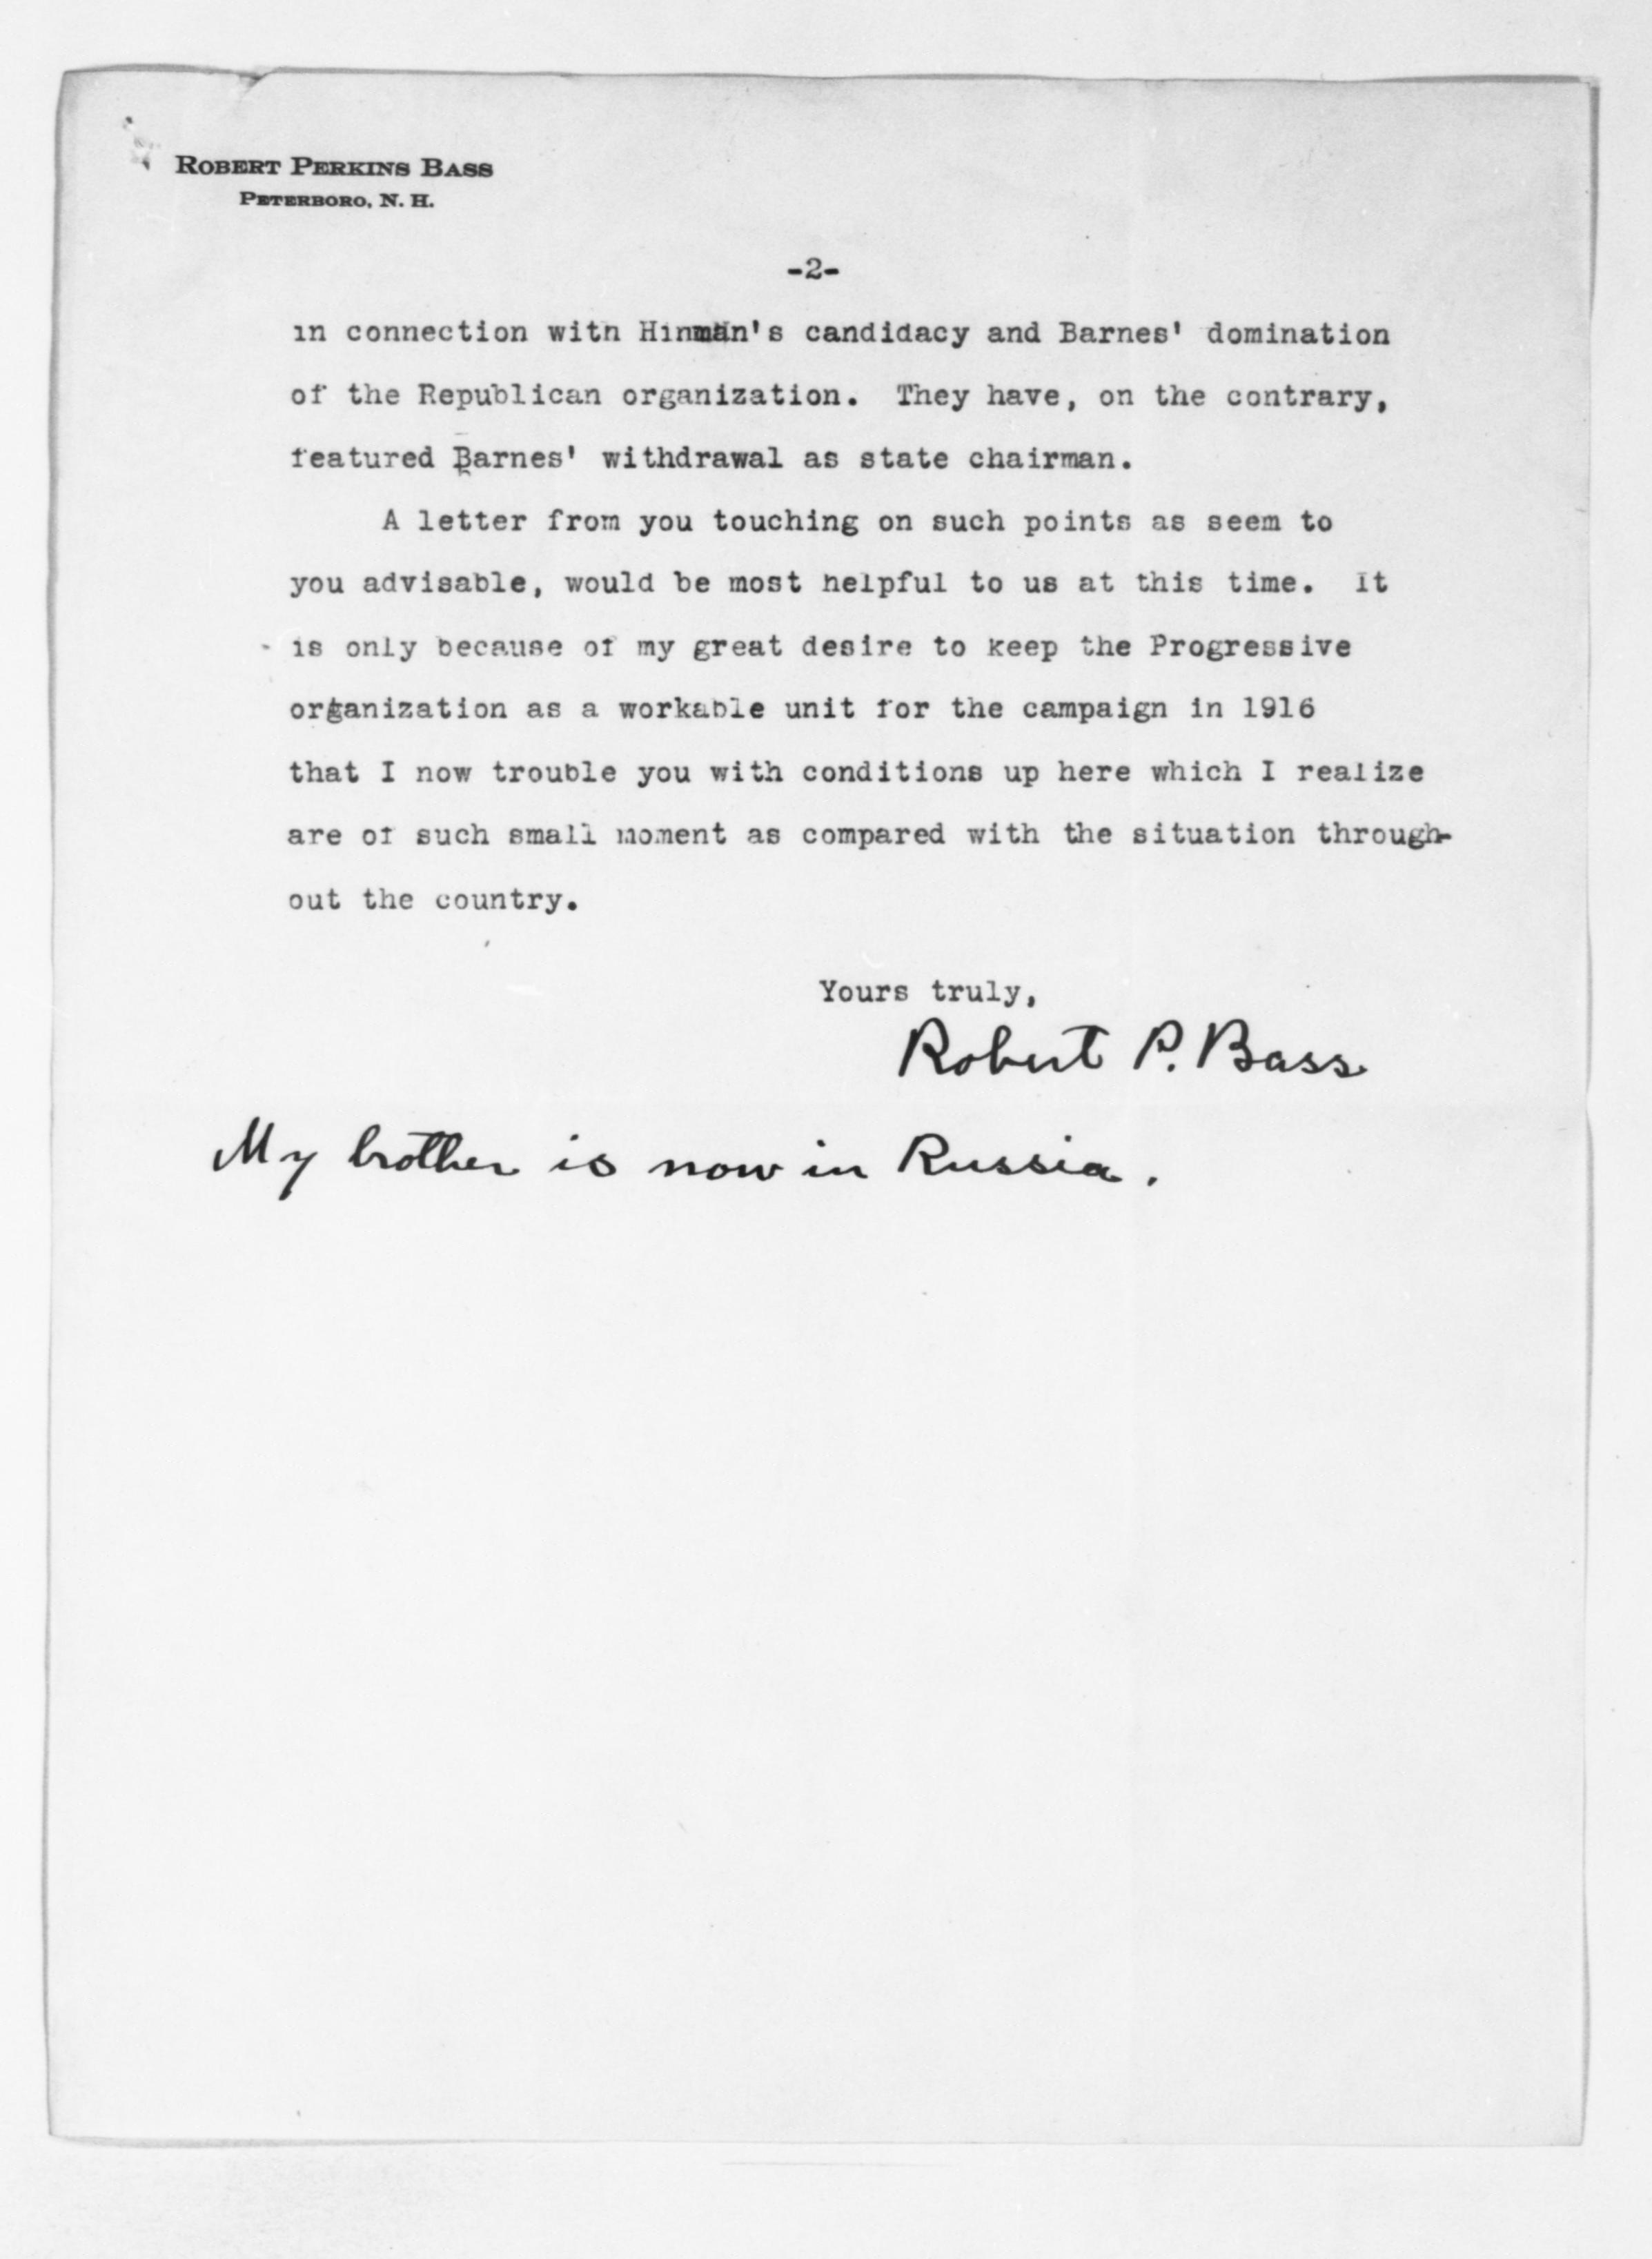 ROBERT PERKINS BASS
PETERBORO, N. H.
-2-
in connection with Hinman's candidacy and Barnes' domination
of the Republican organization. They have, on the contrary,
featured Barnes' withdrawal as state chairman.
A letter from you touching on such points as seem to
you advisable, would be most helpful to us at this time. It
is only because of my great desire to keep the Progressive
organization as a workable unit for the campaign in 1916
that I now trouble you with conditions up here which I realize
are of such small moment as compared with the situation through-
out the country.
Yours truly,
Robert P. Bass
My brother is now in Russia.